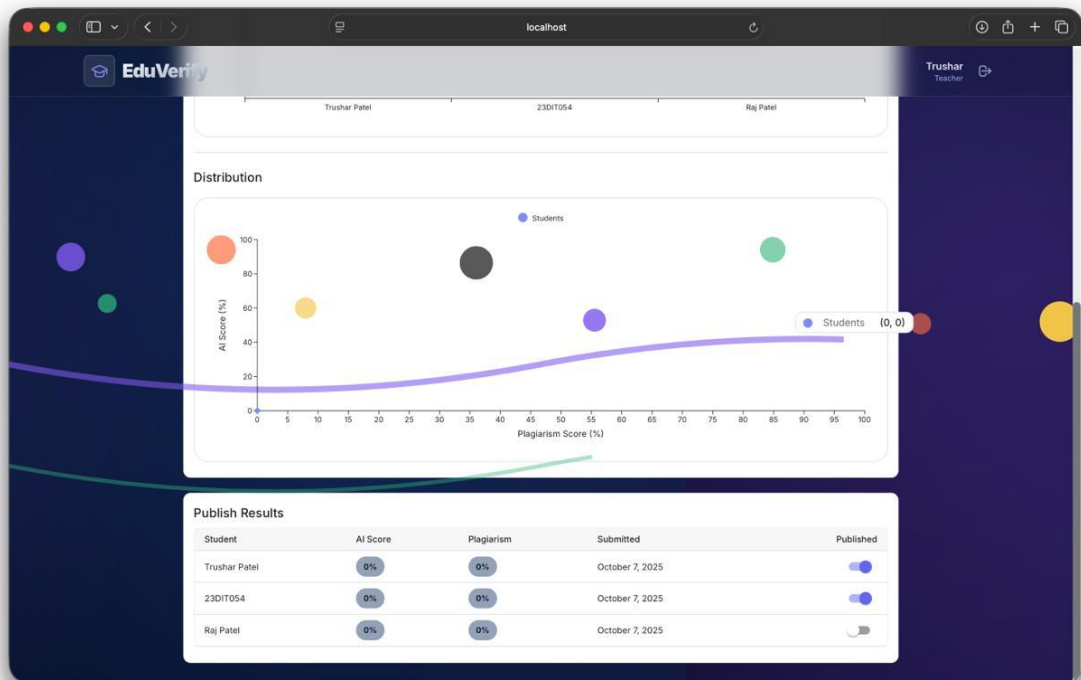 localhost
EduVerify
Trushar
Teacher
Trushar Patel 23DIT054 Raj Patel
Distribution
Students
100
80
60
40
20
0
AI Score (%)
Students (0, 0)
0 5 10 15 20 25 30 35 40 45 50 55 60 65 70 75 80 85 90 95 100
Plagiarism Score (%)
Publish Results
Student AI Score Plagiarism Submitted Published
Trushar Patel 0% 0% October 7, 2025
23DIT054 0% 0% October 7, 2025
Raj Patel 0% 0% October 7, 2025